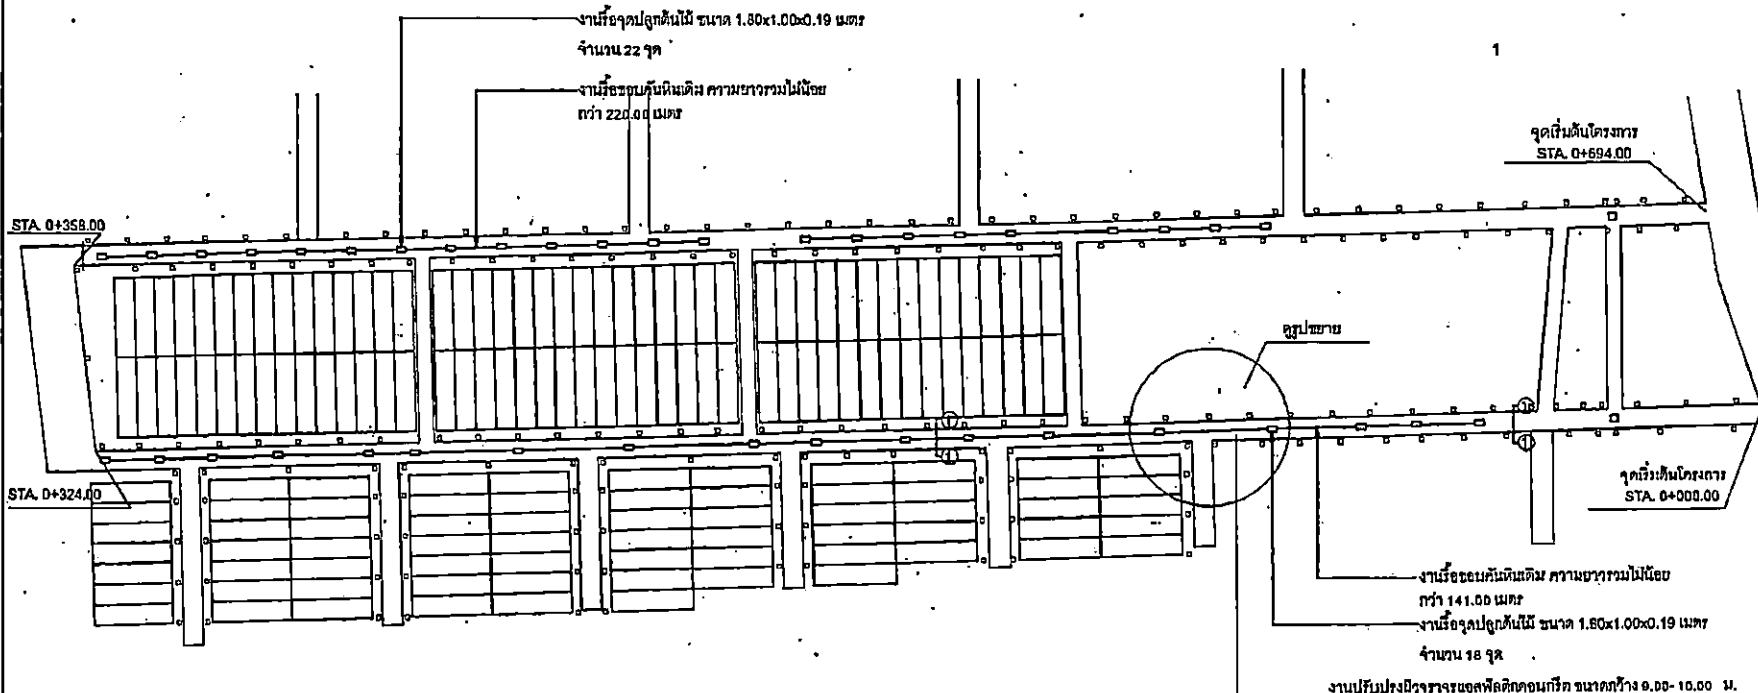 งานรื้อจุดปลูกต้นไม้ ขนาด 1.80x1.00x0.19 เมตร
จำนวน 22 จุด
1
งานรื้อขอบคันหินเดิม ความยาวรวมไม่น้อย
กว่า 220.00 เมตร
จุดเริ่มต้นโครงการ
STA. 0+694.00
STA. 0+358.00
ดูรูปขยาย
1
1
1
1
STA. 0+324.00
จุดเริ่มต้นโครงการ
STA. 0+000.00
งานรื้อขอบคันหินเดิม ความยาวรวมไม่น้อย
กว่า 141.00 เมตร
งานรื้อจุดปลูกต้นไม้ ขนาด 1.80x1.00x0.19 เมตร
จำนวน 18 จุด
งานปรับปรุงผิวจราจรแอสฟัลติกคอนกรีต ขนาดกว้าง 9.00-10.00 ม.